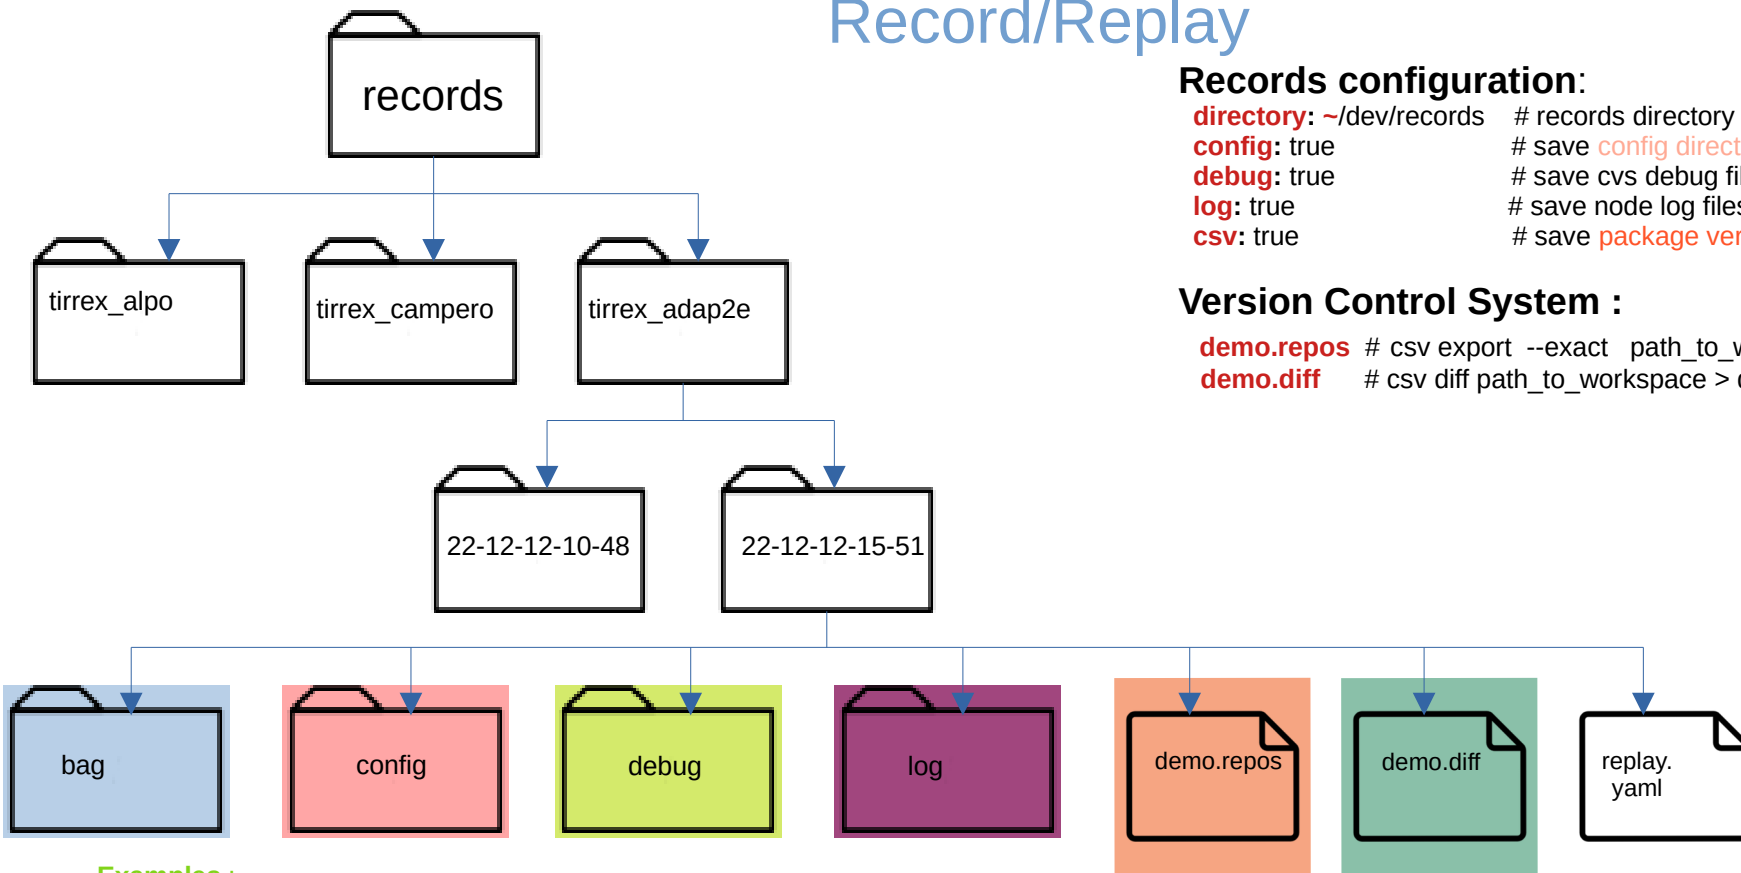 Record/Replay
records
Records configuration:
directory: ~/dev/records # records directory
config: true # save config direct
debug: true # save cvs debug fil
log: true # save node log files
csv: true # save package ver
tirrex_alpo
tirrex_campero
tirrex_adap2e
Version Control System :
demo.repos # csv export --exact path_to_w
demo.diff # csv diff path_to_workspace >
22-12-12-10-48
22-12-12-15-51
bag
config
debug
log
demo.repos
demo.diff
replay.
yaml
Examples :